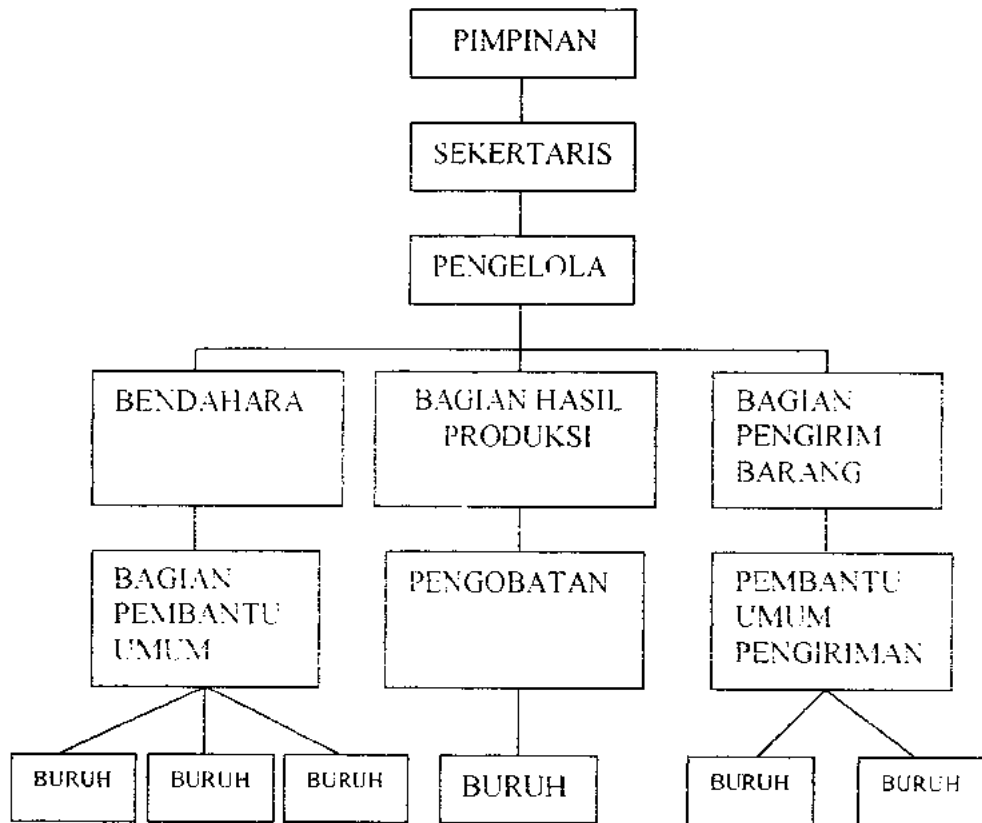 PIMPINAN
SEKERTARIS
PENGELOLA
BENDAHARA
BAGIAN HASIL
PRODUKSI
BAGIAN
PENGIRIM
BARANG
BAGIAN
PEMBANTU
UMUM
PENGOBATAN
PEMBANTU
UMUM
PENGIRIMAN
BURUH
BURUH
BURUH
BURUH
BURUH
BURUH